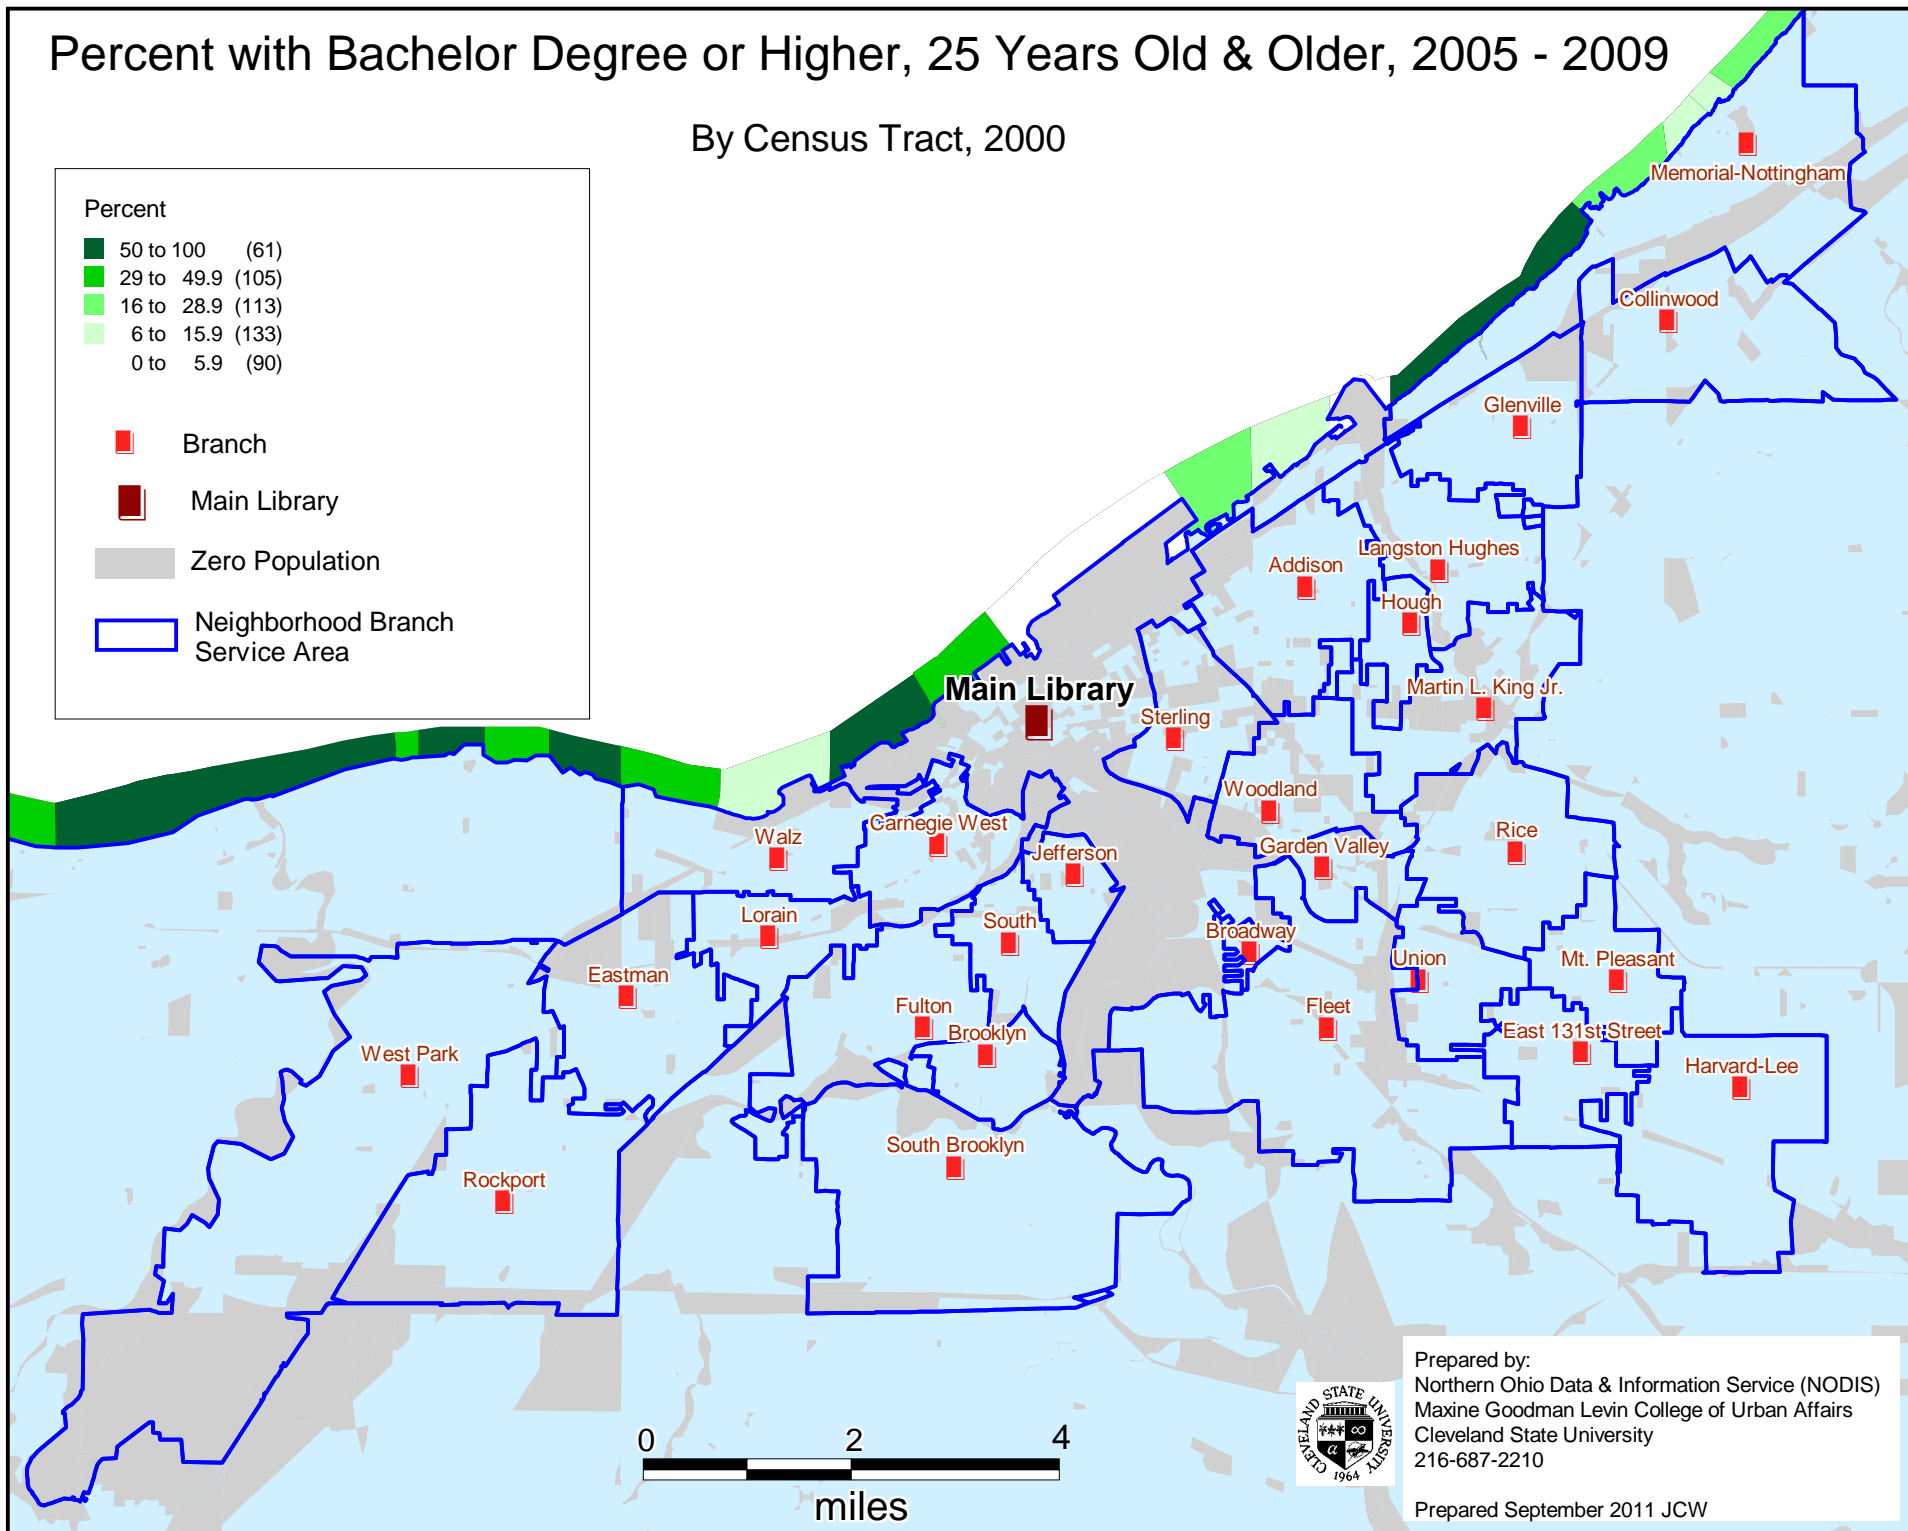 Percent with Bachelor Degree or Higher, 25 Years Old & Older, 2005 - 2009
By Census Tract, 2000
Percent
50 to 100 (61)
29 to 49.9 (105)
16 to 28.9 (113)
6 to 15.9 (133)
0 to 5.9 (90)
Branch
Main Library
Zero Population
Neighborhood Branch
Service Area
Memorial-Nottingham
Collinwood
Glenville
Langston Hughes
Addison
Hough
Main Library
Martin L. King Jr.
Sterling
Woodland
Carnegie West
Walz
Rice
Jefferson
Garden Valley
Lorain
South
Broadway
Union
Mt. Pleasant
Eastman
Fulton
Fleet
Brooklyn
East 131st Street
West Park
Harvard-Lee
South Brooklyn
Rockport
0 2 4
miles
CLEVELAND STATE UNIVERSITY
∞
α
1964
Prepared by:
Northern Ohio Data & Information Service (NODIS)
Maxine Goodman Levin College of Urban Affairs
Cleveland State University
216-687-2210
Prepared September 2011 JCW